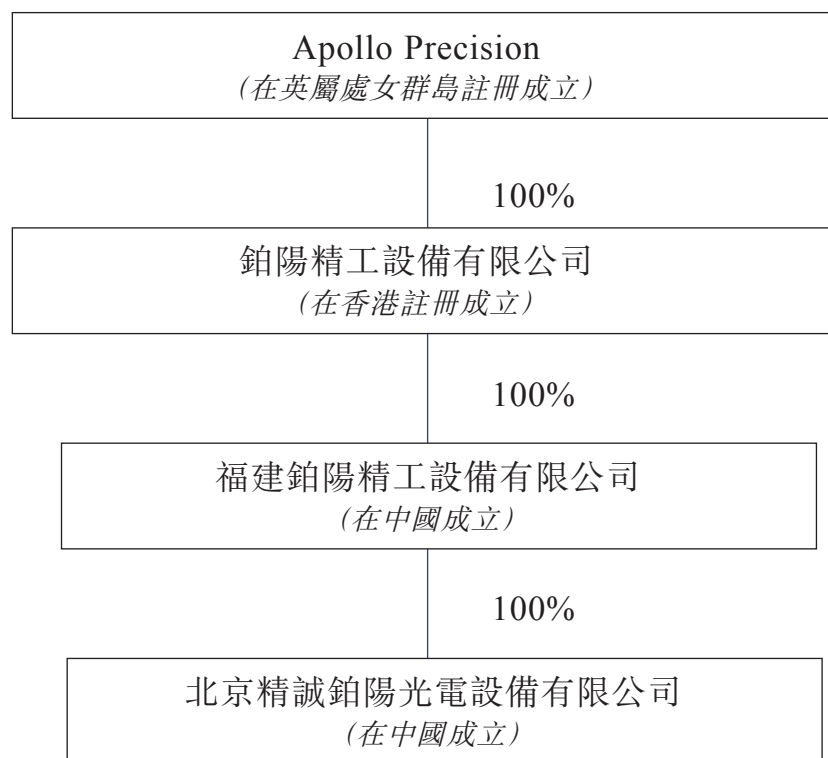 Apollo Precision
(在英屬處女群島註冊成立)
100%
鉑陽精工設備有限公司
(在香港註冊成立)
100%
福建鉑陽精工設備有限公司
(在中國成立)
100%
北京精誠鉑陽光電設備有限公司
(在中國成立)